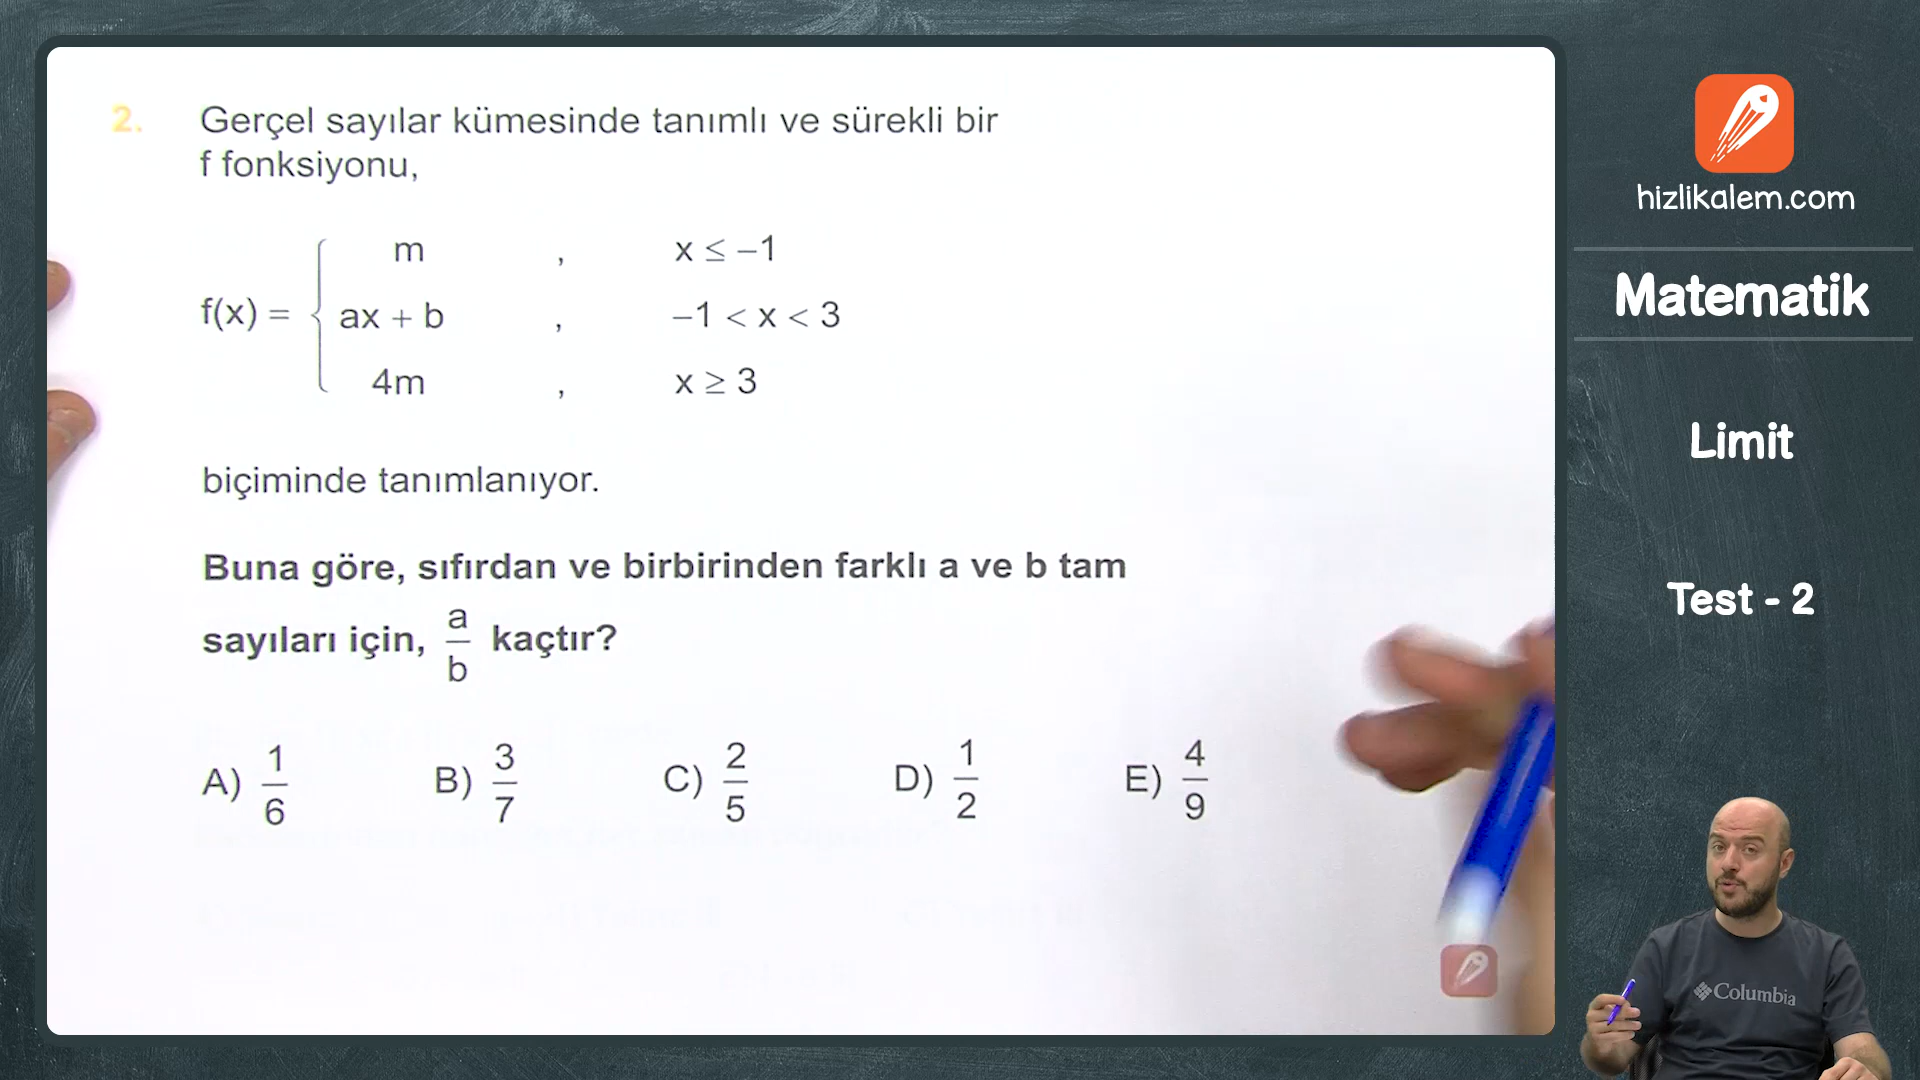 2. Gerçel sayılar kümesinde tanımlı ve sürekli bir
f fonksiyonu,
m , x ≤ −1
f(x) = { ax + b , −1 < x < 3
4m , x ≥ 3
biçiminde tanımlanıyor.
Buna göre, sıfırdan ve birbirinden farklı a ve b tam
sayıları için, a/b kaçtır?
A) 1/6 B) 3/7 C) 2/5 D) 1/2 E) 4/9
hizlikalem.com
Matematik
Limit
Test - 2
Columbia